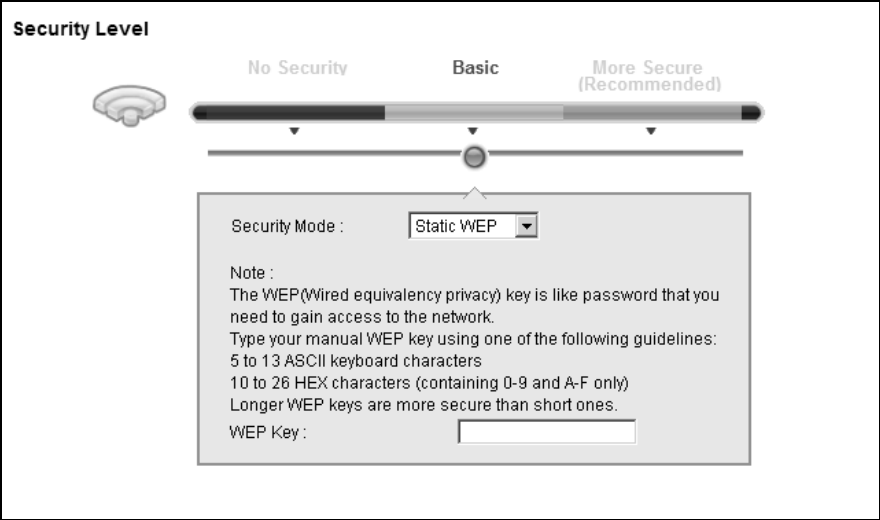 Security Level
No Security
Basic
More Secure
(Recommended)
Security Mode :
Static WEP
Note :
The WEP(Wired equivalency privacy) key is like password that you
need to gain access to the network.
Type your manual WEP key using one of the following guidelines:
5 to 13 ASCII keyboard characters
10 to 26 HEX characters (containing 0-9 and A-F only)
Longer WEP keys are more secure than short ones.
WEP Key :